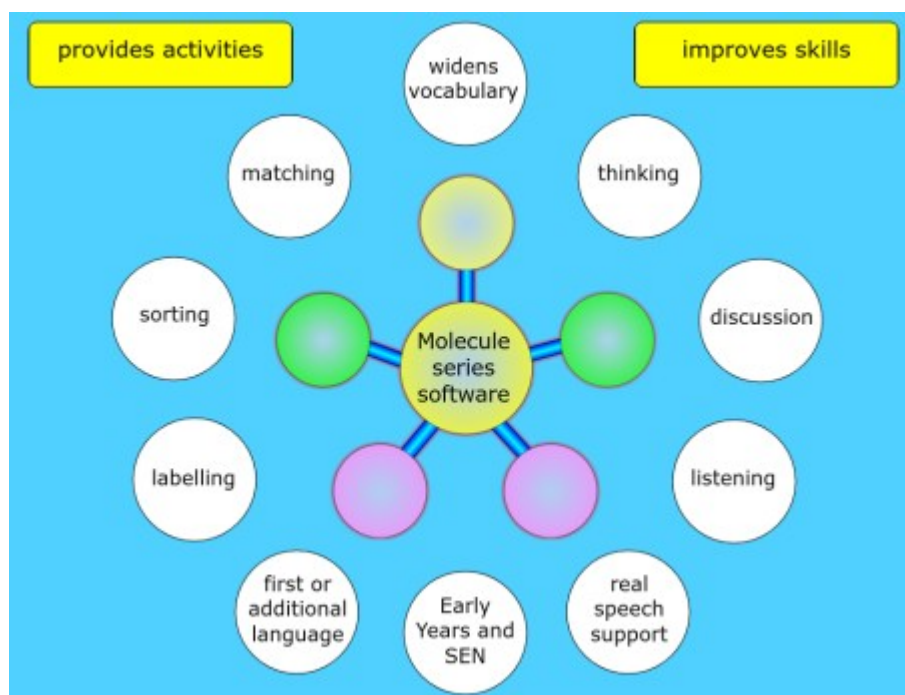 provides activities
improves skills
widens
vocabulary
matching
thinking
sorting
discussion
Molecule
series
software
labelling
listening
first or
additional
language
Early
Years and
SEN
real
speech
support